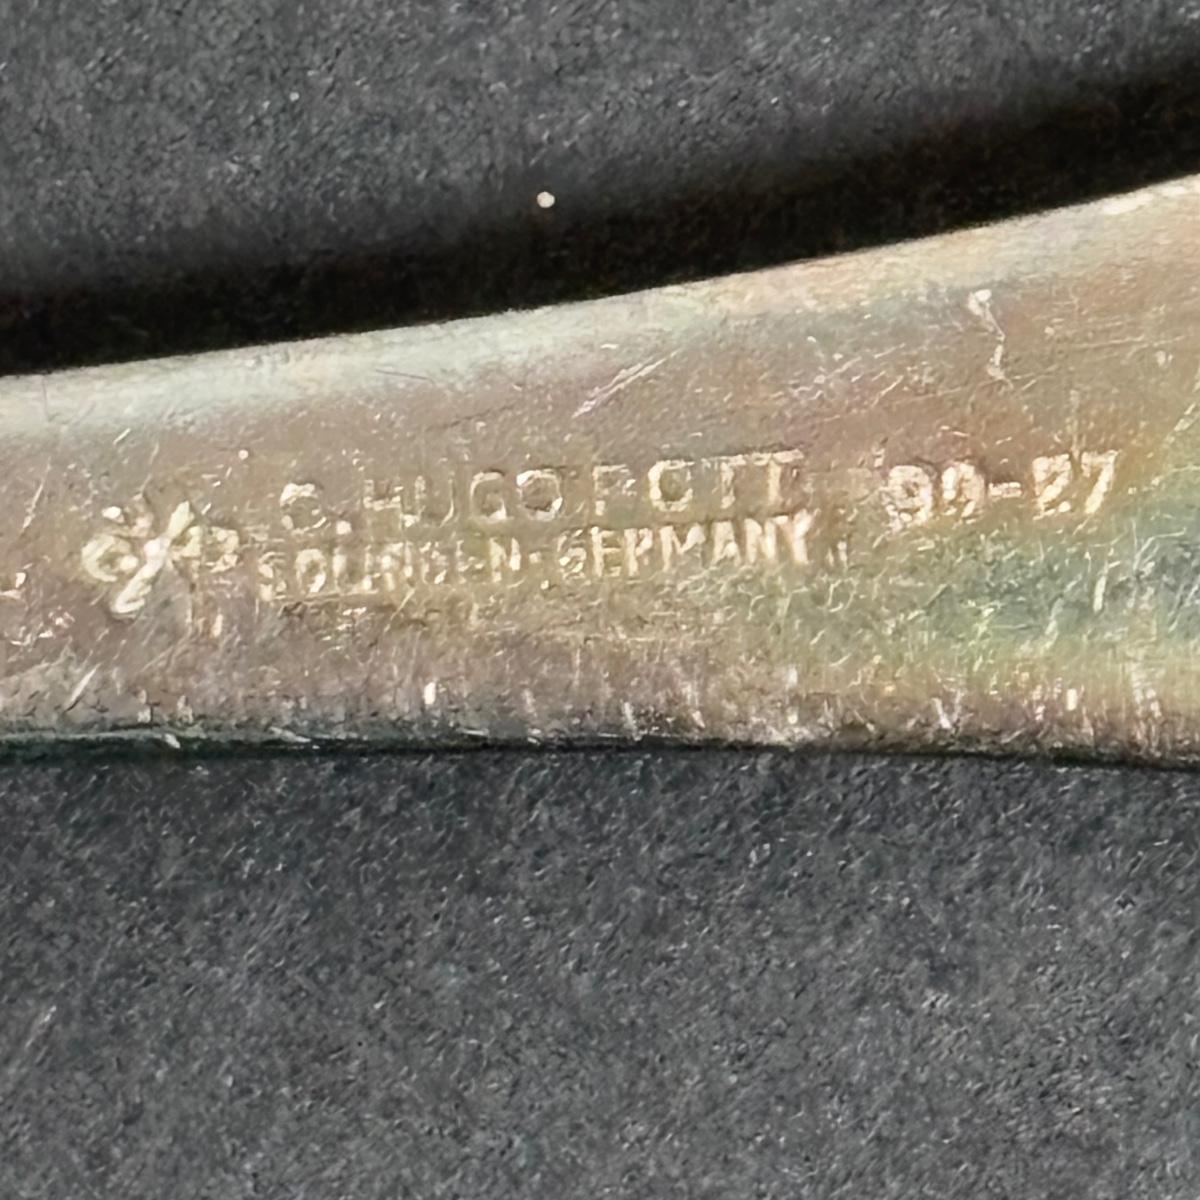 C. HUGO POTT 90-27
SOLINGEN-GERMANY